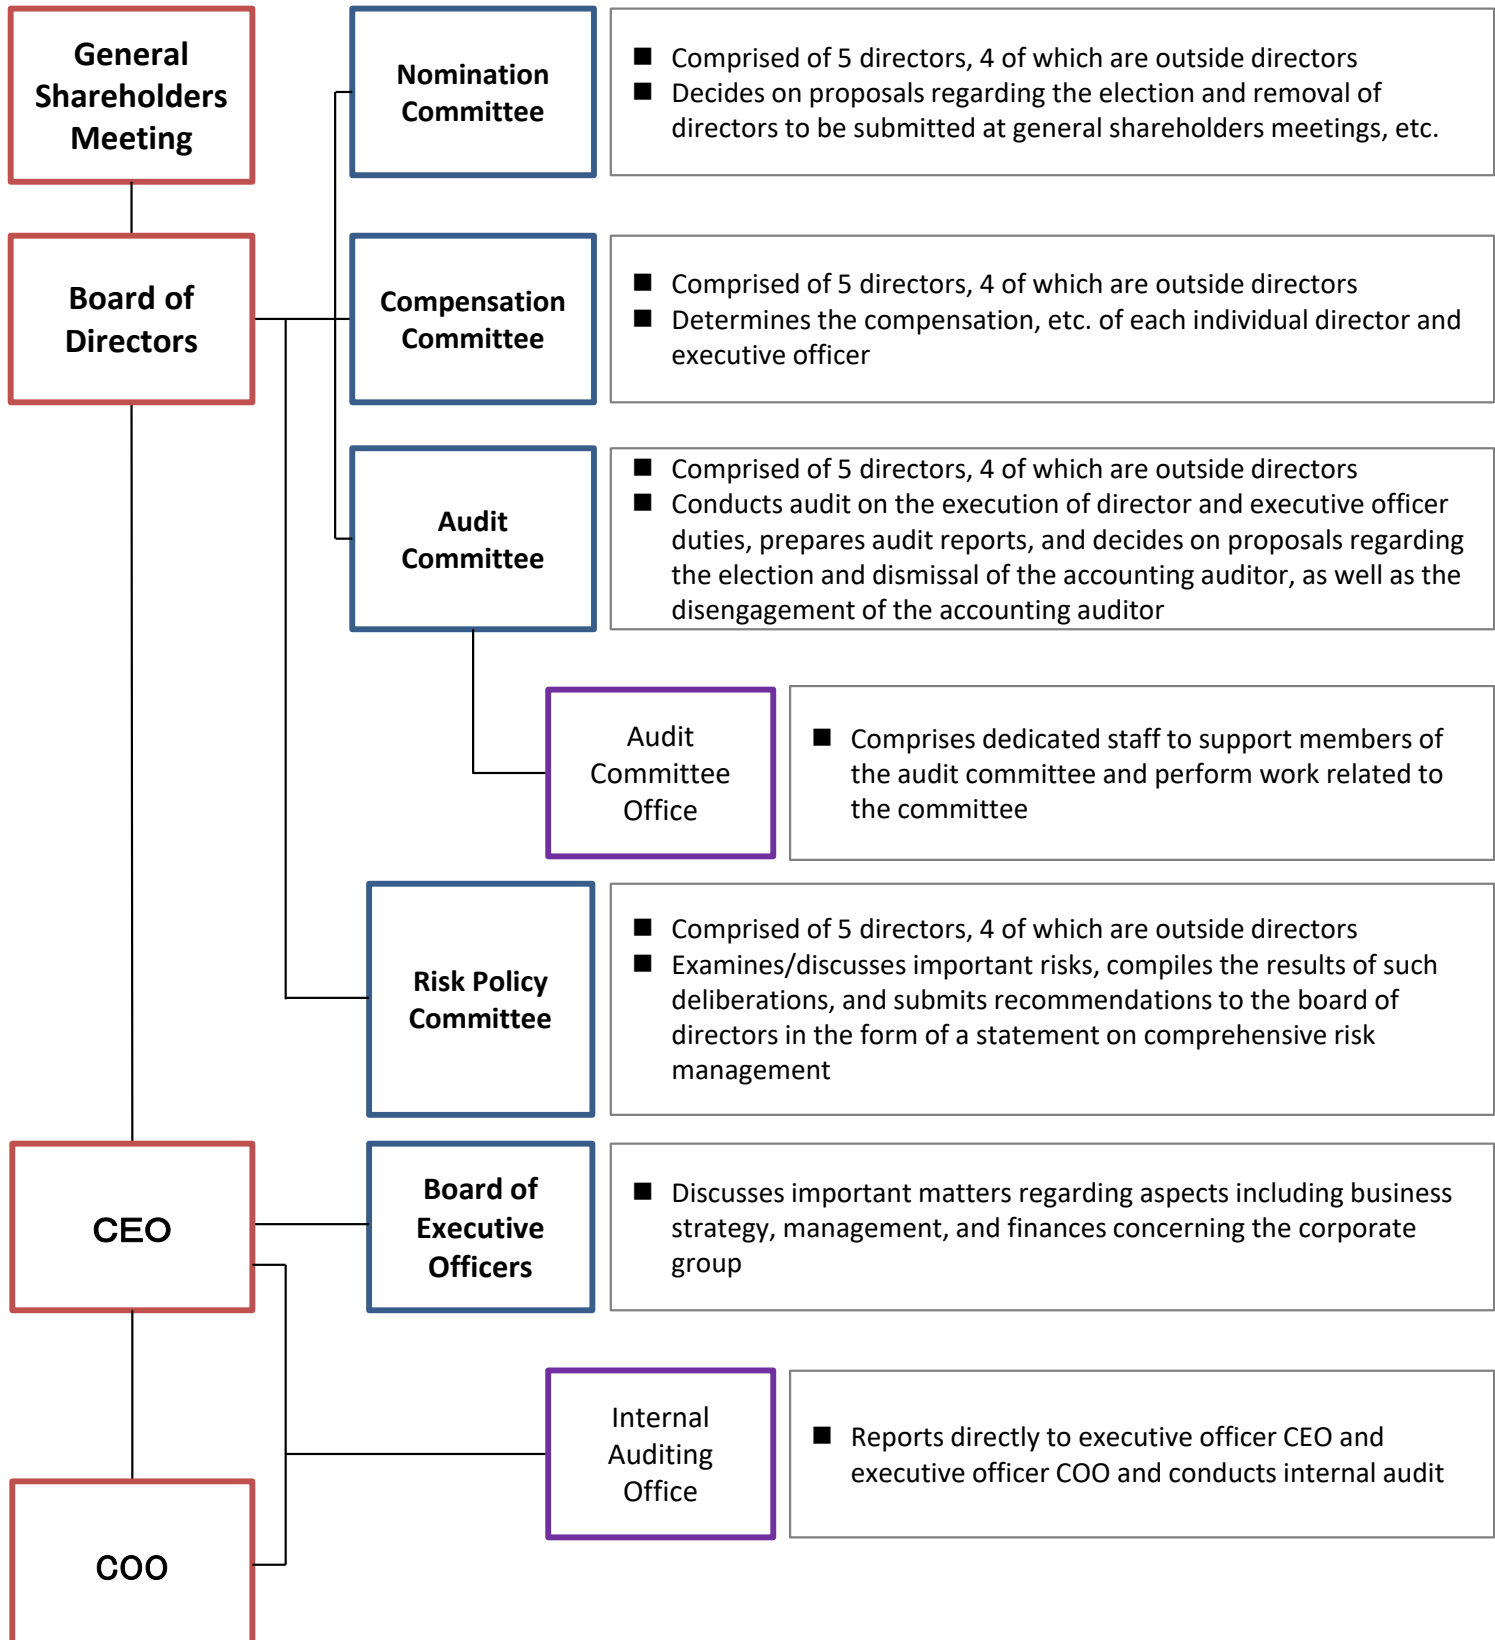 General
Shareholders
Meeting
Nomination
Committee
■ Comprised of 5 directors, 4 of which are outside directors
■ Decides on proposals regarding the election and removal of
directors to be submitted at general shareholders meetings, etc.
Board of
Directors
Compensation
Committee
■ Comprised of 5 directors, 4 of which are outside directors
■ Determines the compensation, etc. of each individual director and
executive officer
Audit
Committee
■ Comprised of 5 directors, 4 of which are outside directors
■ Conducts audit on the execution of director and executive officer
duties, prepares audit reports, and decides on proposals regarding
the election and dismissal of the accounting auditor, as well as the
disengagement of the accounting auditor
Audit
Committee
Office
■ Comprises dedicated staff to support members of
the audit committee and perform work related to
the committee
Risk Policy
Committee
■ Comprised of 5 directors, 4 of which are outside directors
■ Examines/discusses important risks, compiles the results of such
deliberations, and submits recommendations to the board of
directors in the form of a statement on comprehensive risk
management
CEO
Board of
Executive
Officers
■ Discusses important matters regarding aspects including business
strategy, management, and finances concerning the corporate
group
Internal
Auditing
Office
■ Reports directly to executive officer CEO and
executive officer COO and conducts internal audit
COO